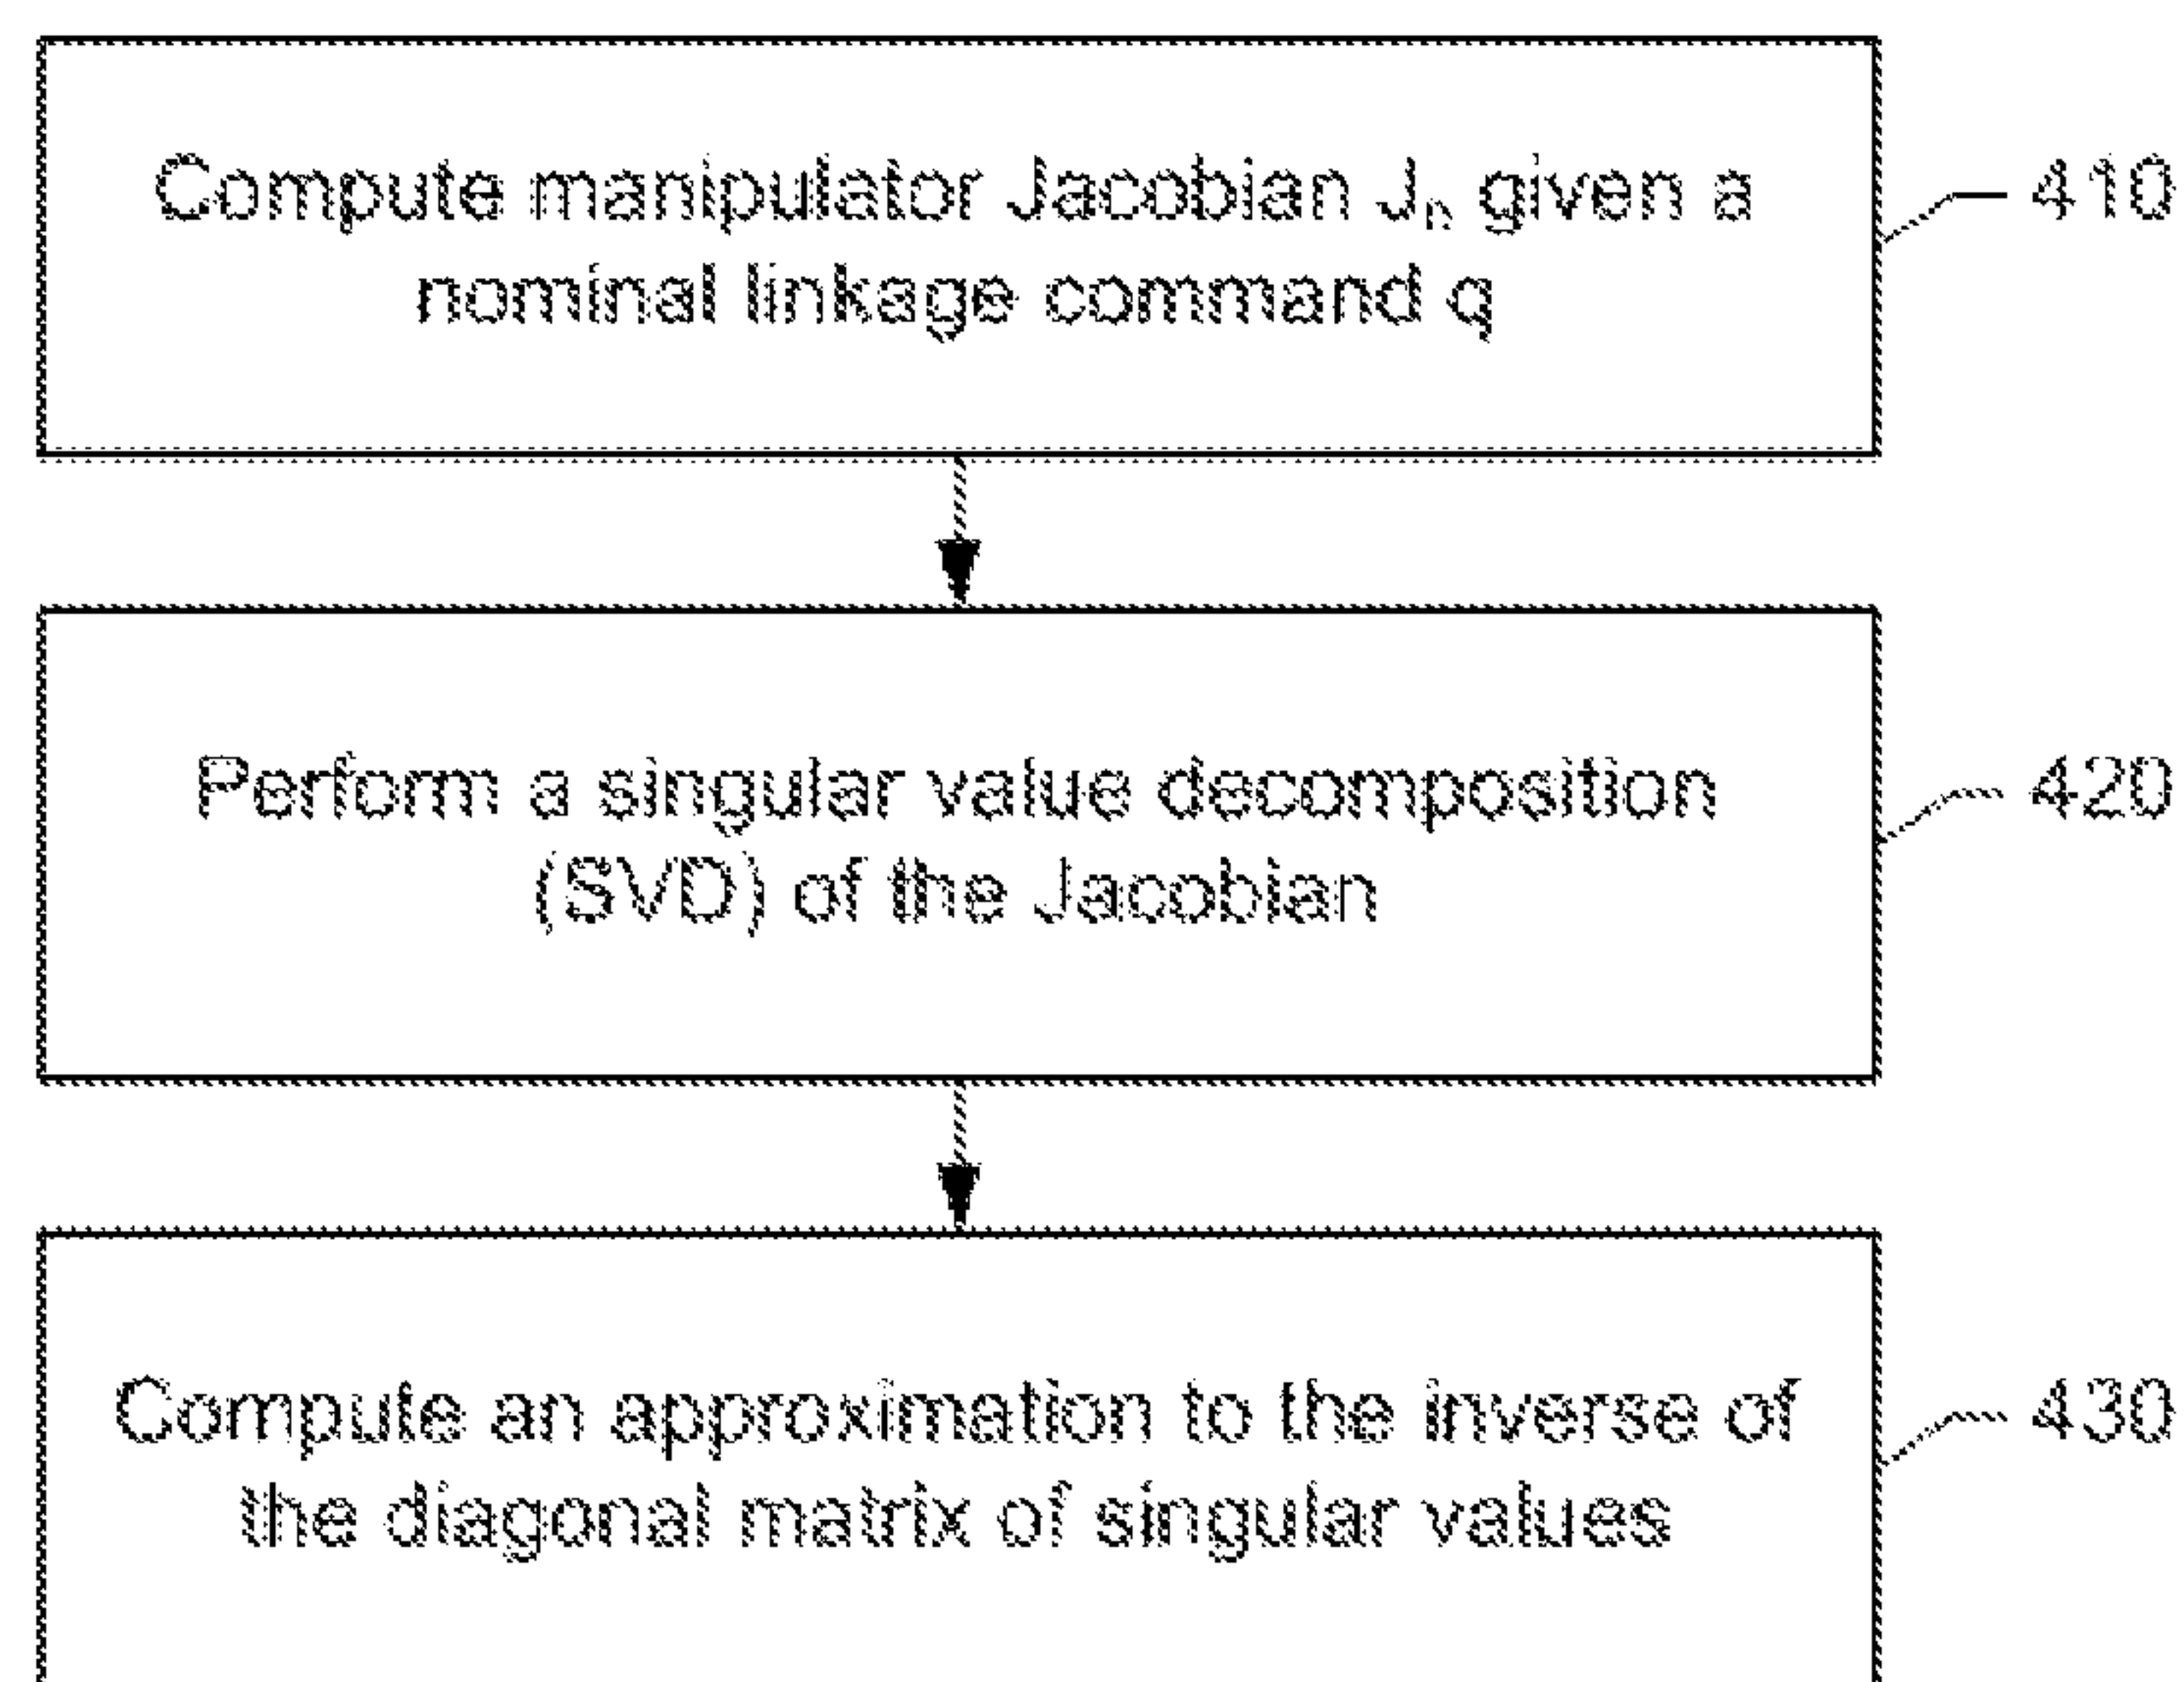 Compute manipulator Jacobian Jn given a
nominal linkage command q
410
Perform a singular value decomposition
(SVD) of the Jacobian
420
Compute an approximation to the inverse of
the diagonal matrix of singular values
430